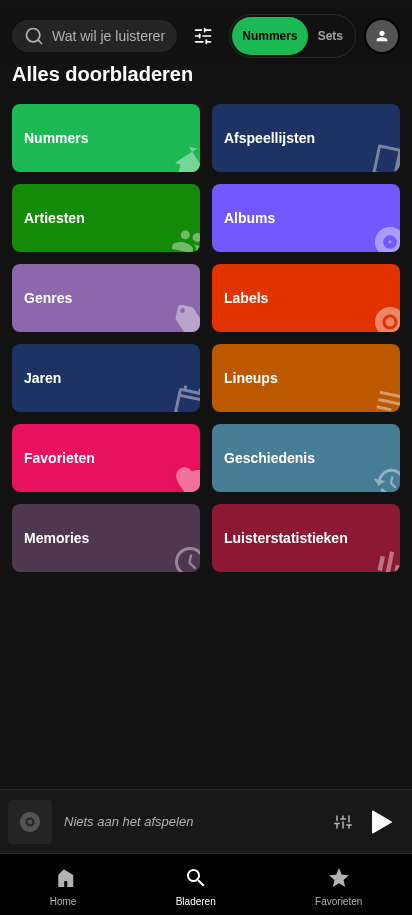 Wat wil je luisterer
Nummers
Sets
Alles doorbladeren
Nummers
Afspeellijsten
Artiesten
Albums
Genres
Labels
Jaren
Lineups
Favorieten
Geschiedenis
Memories
Luisterstatistieken
Niets aan het afspelen
Home
Bladeren
Favorieten